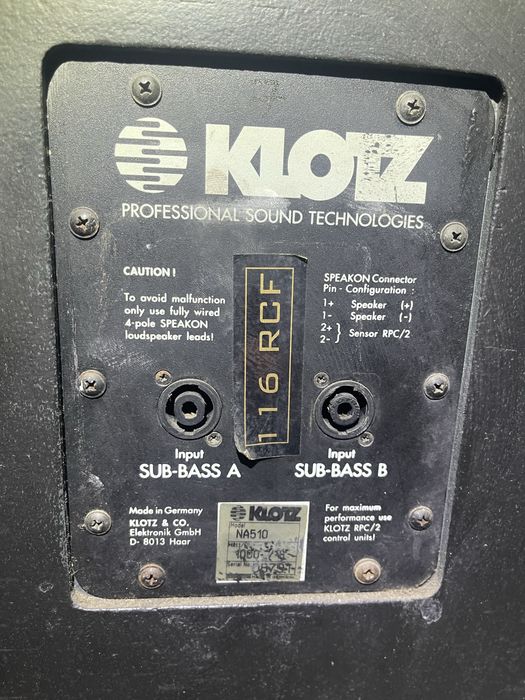 KLOTZ
PROFESSIONAL SOUND TECHNOLOGIES
CAUTION !
To avoid malfunction
only use fully wired
4-pole SPEAKON
loudspeaker leads!
116 RCF
SPEAKON Connector
Pin - Configuration :
1+ Speaker (+)
1- Speaker (-)
2+
2- } Sensor RPC/2
Input
SUB-BASS A
Input
SUB-BASS B
Made in Germany
KLOTZ & CO.
Elektronik GmbH
D- 8013 Haar
KLOTZ
Model
NA510
Serial No.
For maximum
performance use
KLOTZ RPC/2
control units!